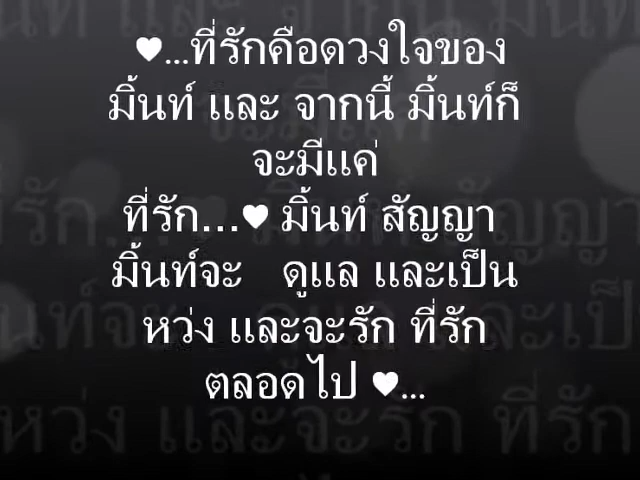 ♥...ที่รักคือดวงใจของ
มิ้นท์ และ จากนี้ มิ้นท์ก็
จะมีแค่
ที่รัก...♥ มิ้นท์ สัญญา
มิ้นท์จะ ดูแล และเป็น
หว่ง และจะรัก ที่รัก
ตลอดไป ♥...